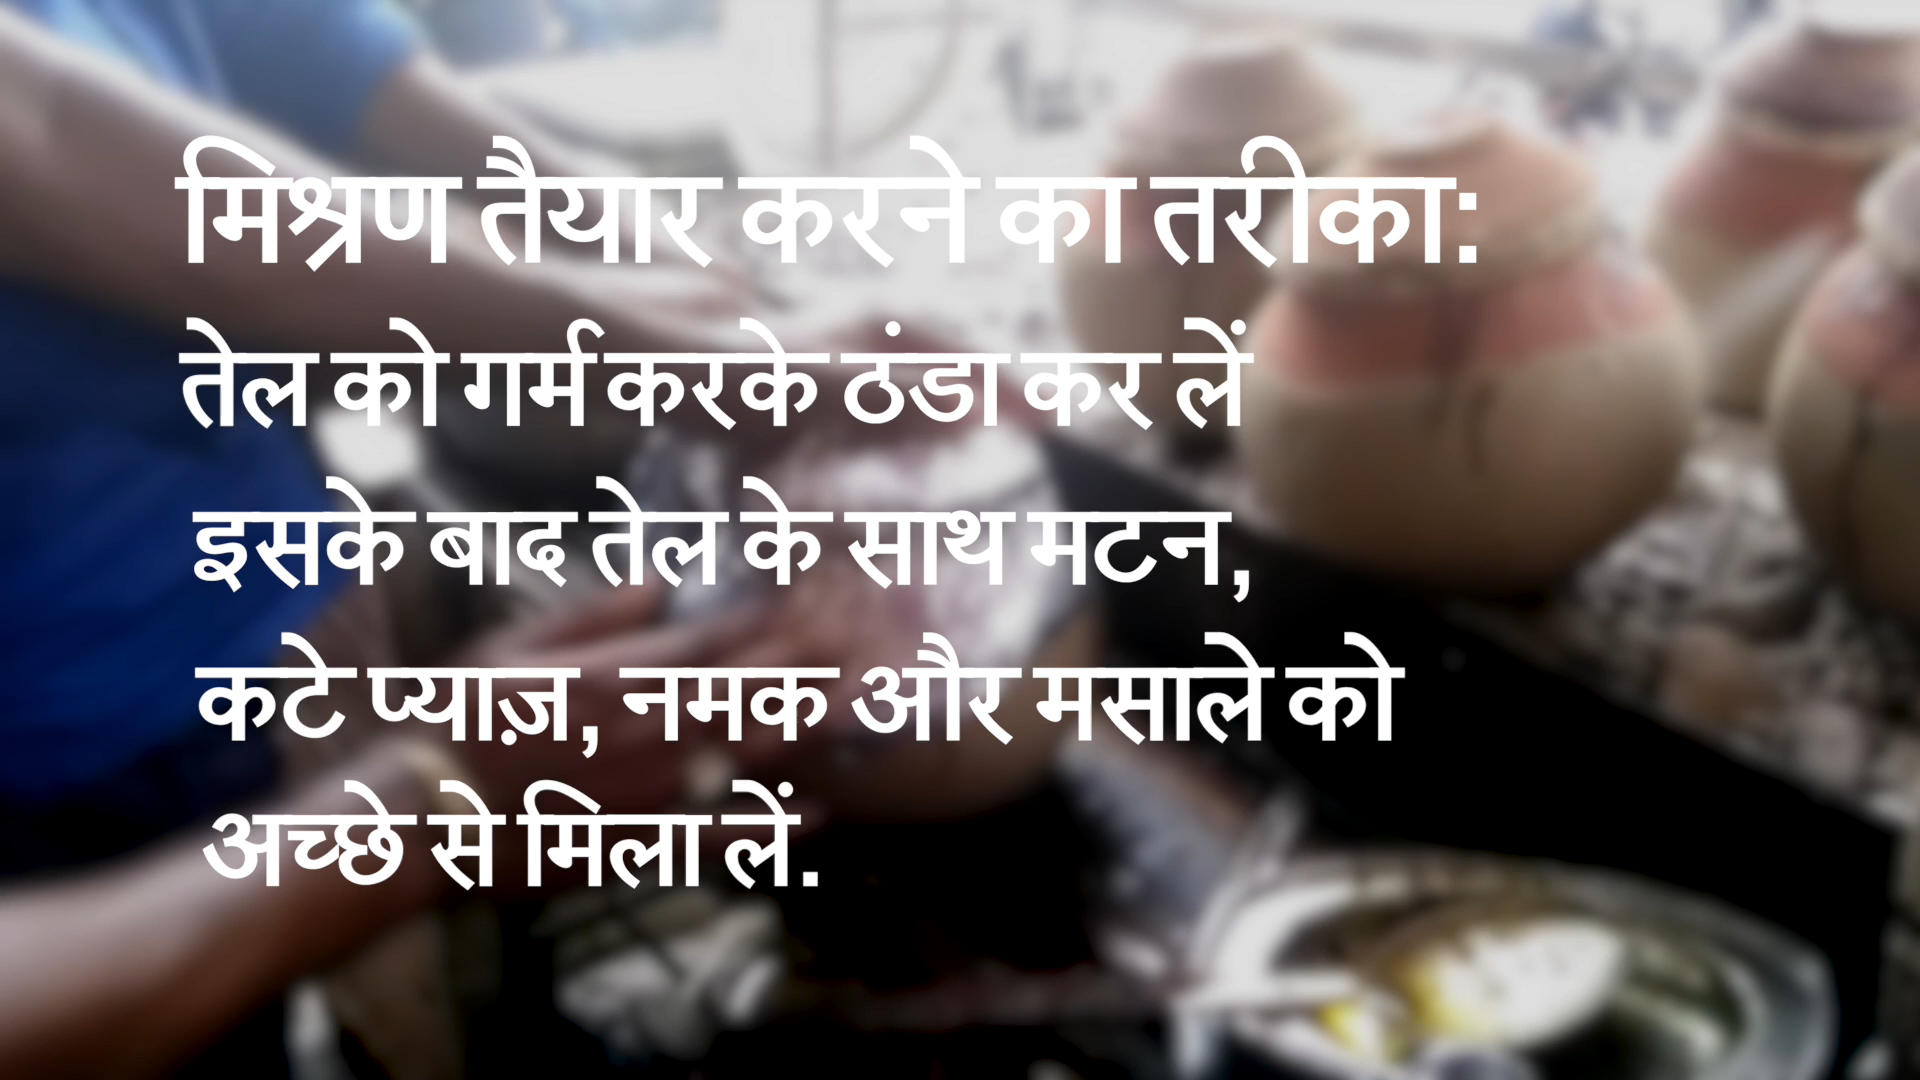 मिश्रण तैयार करने का तरीका:
तेल को गर्म करके ठंडा कर लें
इसके बाद तेल के साथ मटन,
कटे प्याज़, नमक और मसाले को
अच्छे से मिला लें.